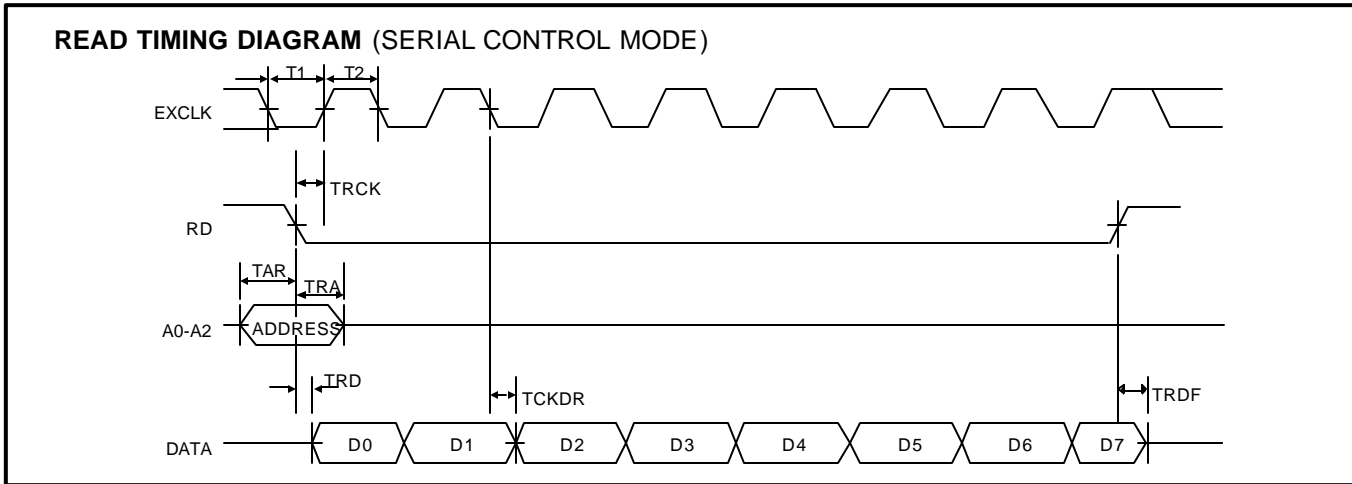 READ TIMING DIAGRAM (SERIAL CONTROL MODE)
T1 T2
EXCLK
TRCK
RD
TAR
TRA
A0-A2 ADDRESS
TRD
TCKDR
TRDF
DATA D0 D1 D2 D3 D4 D5 D6 D7